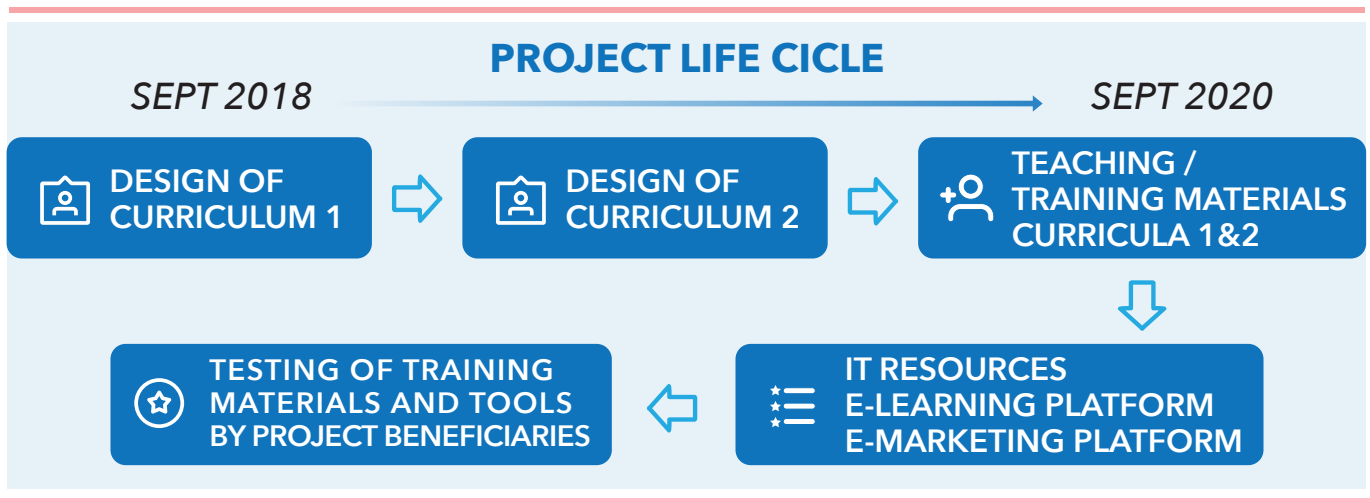 PROJECT LIFE CICLE
SEPT 2018
SEPT 2020
DESIGN OF
CURRICULUM 1
DESIGN OF
CURRICULUM 2
TEACHING /
TRAINING MATERIALS
CURRICULA 1&2
IT RESOURCES
E-LEARNING PLATFORM
E-MARKETING PLATFORM
TESTING OF TRAINING
MATERIALS AND TOOLS
BY PROJECT BENEFICIARIES